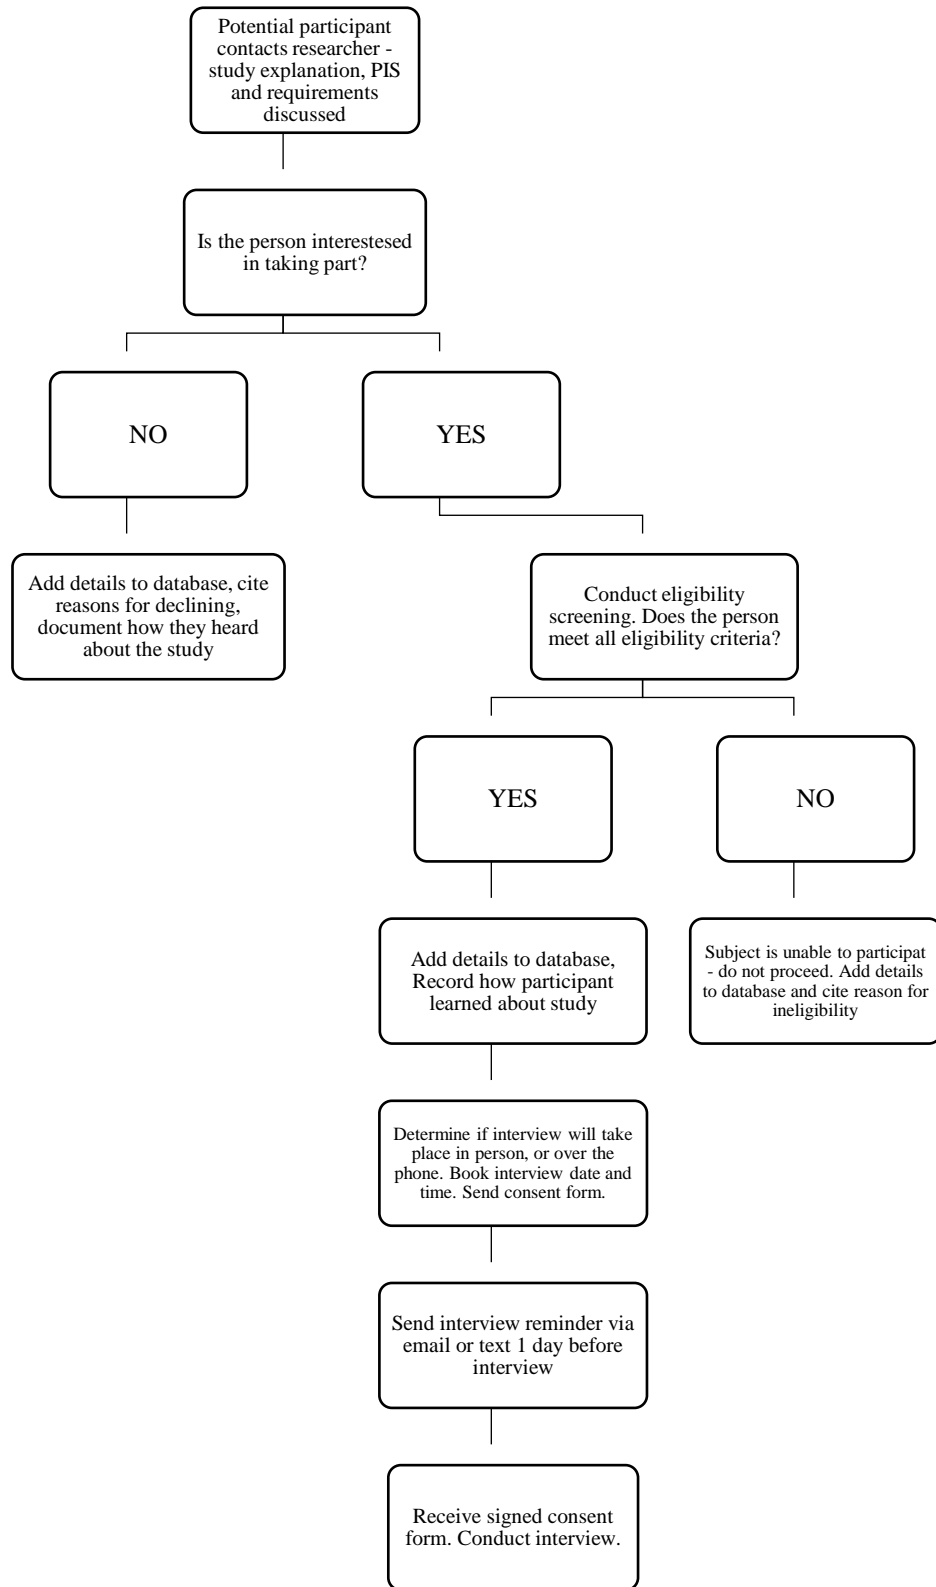 Potential participant
contacts researcher -
study explanation, PIS
and requirements
discussed
Is the person interestesed
in taking part?
NO
YES
Add details to database, cite
reasons for declining,
document how they heard
about the study
Conduct eligibility
screening. Does the person
meet all eligibility criteria?
YES
NO
Add details to database,
Record how participant
learned about study
Subject is unable to participat
- do not proceed. Add details
to database and cite reason for
ineligibility
Determine if interview will take
place in person, or over the
phone. Book interview date and
time. Send consent form.
Send interview reminder via
email or text 1 day before
interview
Receive signed consent
form. Conduct interview.